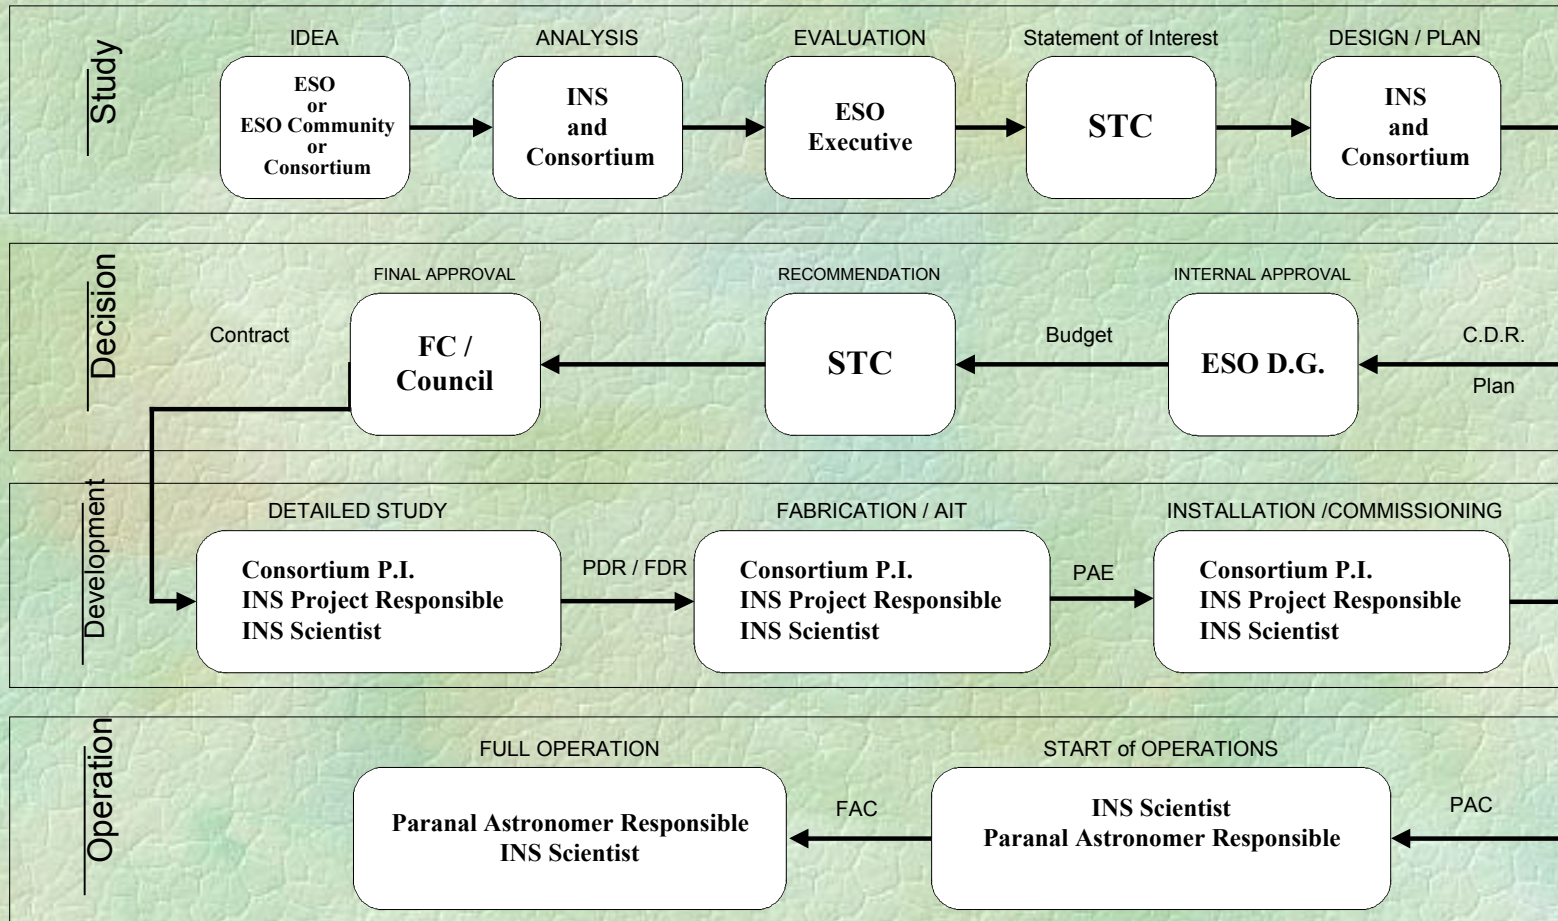 Study
IDEA
ESO
or
ESO Community
or
Consortium
ANALYSIS
INS
and
Consortium
EVALUATION
ESO
Executive
Statement of Interest
STC
DESIGN / PLAN
INS
and
Consortium
Decision
Contract
FINAL APPROVAL
FC /
Council
RECOMMENDATION
STC
Budget
INTERNAL APPROVAL
ESO D.G.
C.D.R.
Plan
Development
DETAILED STUDY
Consortium P.I.
INS Project Responsible
INS Scientist
PDR / FDR
FABRICATION / AIT
Consortium P.I.
INS Project Responsible
INS Scientist
PAE
INSTALLATION /COMMISSIONING
Consortium P.I.
INS Project Responsible
INS Scientist
Operation
FULL OPERATION
Paranal Astronomer Responsible
INS Scientist
FAC
START of OPERATIONS
INS Scientist
Paranal Astronomer Responsible
PAC